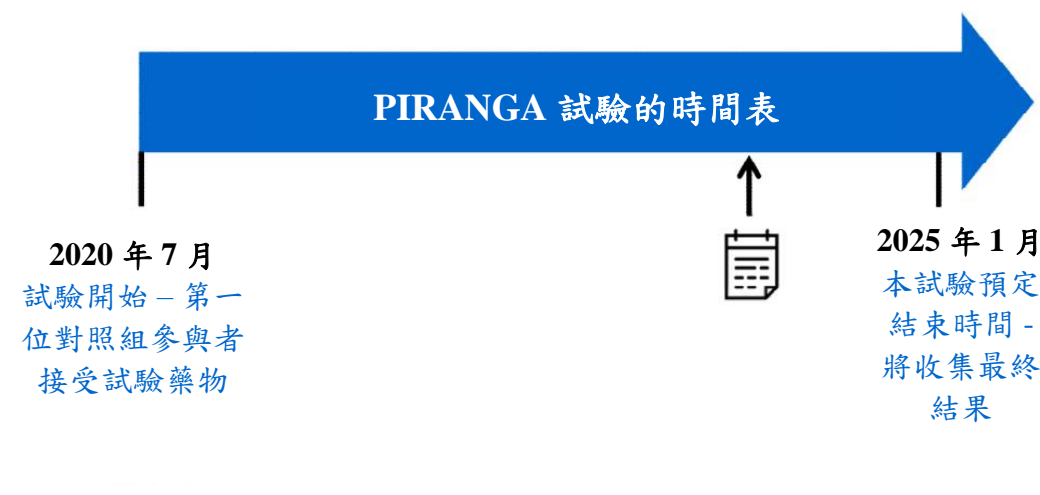 PIRANGA 試驗的時間表
2020 年 7 月
試驗開始 – 第一
位對照組參與者
接受試驗藥物
2025 年 1 月
本試驗預定
結束時間 -
將收集最終
結果